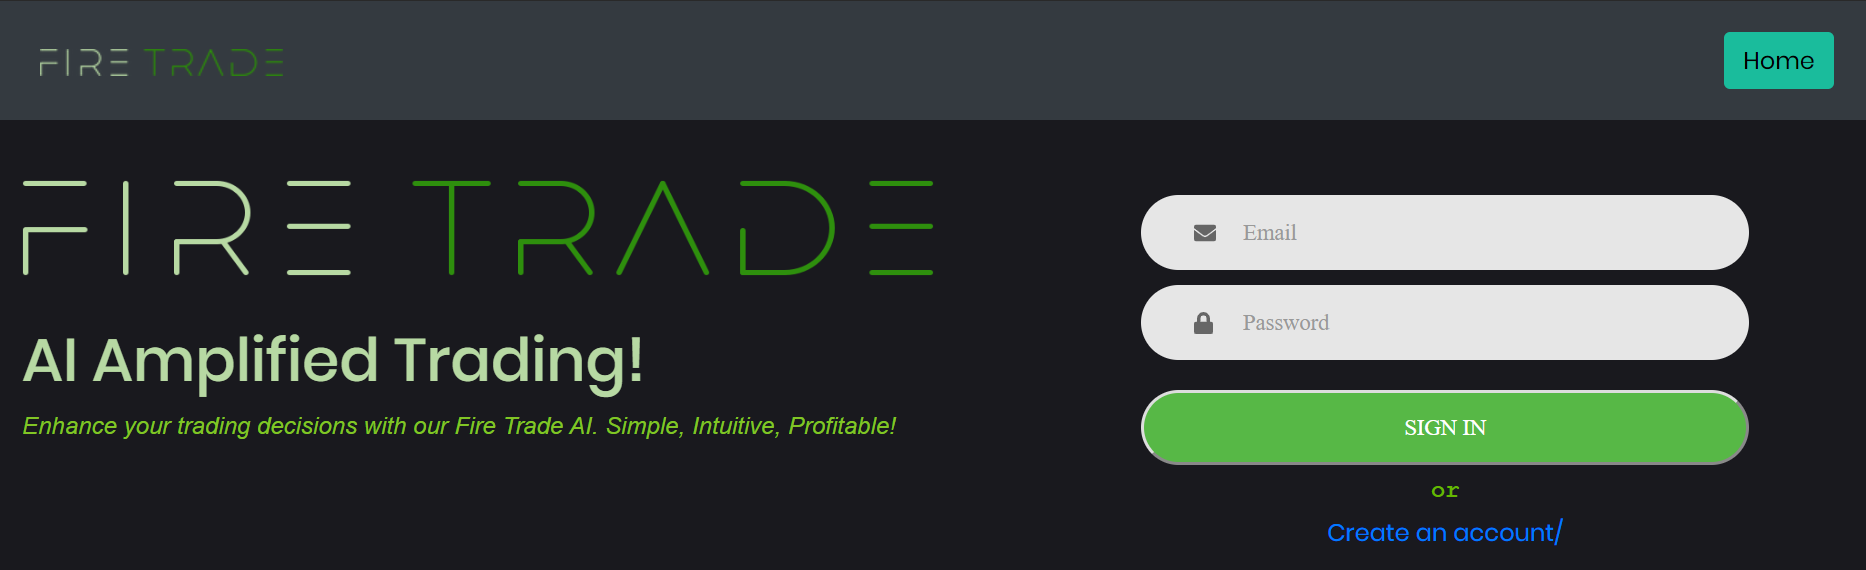 FIRE TRADE
Home
FIRE TRADE
AI Amplified Trading!
Enhance your trading decisions with our Fire Trade AI. Simple, Intuitive, Profitable!
Email
Password
SIGN IN
or
Create an account/